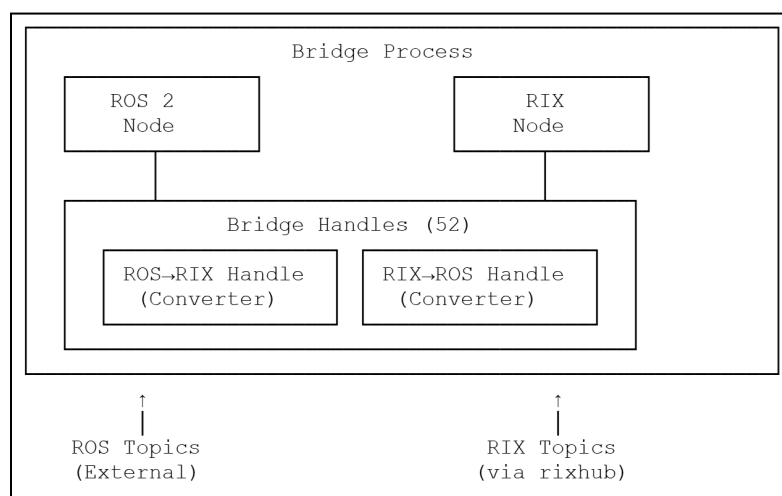 Bridge Process
ROS 2
Node
RIX
Node
Bridge Handles (52)
ROS→RIX Handle
(Converter)
RIX→ROS Handle
(Converter)
ROS Topics
(External)
RIX Topics
(via rixhub)